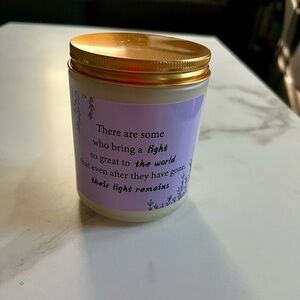 There are some
who bring a light
so great to the world
that even after they have gone,
their light remains